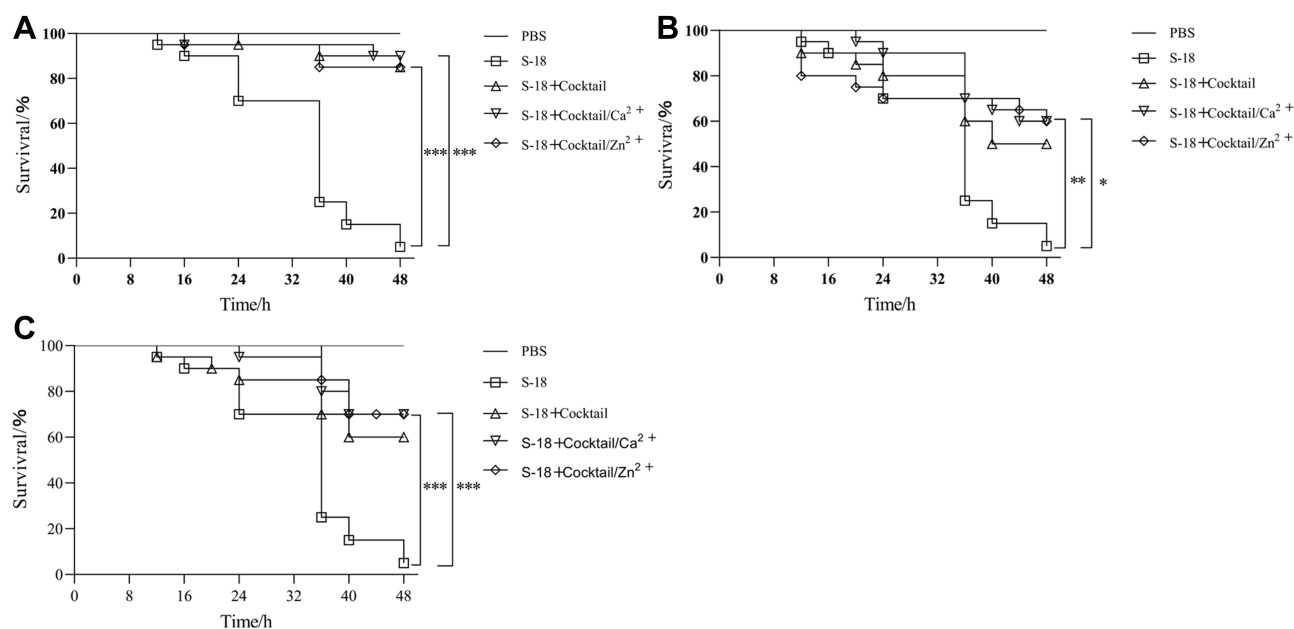 A
100
80
60
40
20
0
Survivral/%
0 8 16 24 32 40 48
Time/h
*** ***
PBS
S-18
S-18+Cocktail
S-18+Cocktail/Ca2 +
S-18+Cocktail/Zn2 +
B
100
80
60
40
20
0
Survivra/%
0 8 16 24 32 40 48
Time/h
** *
PBS
S-18
S-18+Cocktail
S-18+Cocktail/Ca2 +
S-18+Cocktail/Zn2 +
C
100
80
60
40
20
0
Survivral/%
0 8 16 24 32 40 48
Time/h
*** ***
PBS
S-18
S-18+Cocktail
S-18+Cocktail/Ca2 +
S-18+Cocktail/Zn2 +